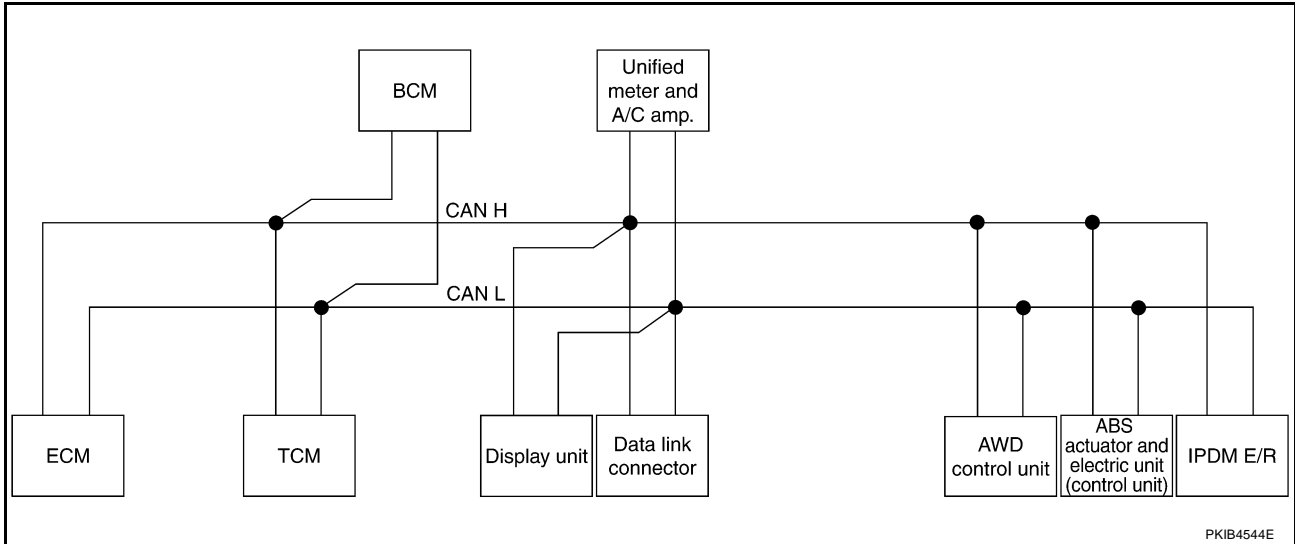 BCM
Unified
meter and
A/C amp.
CAN H
CAN L
ECM
TCM
Display unit
Data link
connector
AWD
control unit
ABS
actuator and
electric unit
(control unit)
IPDM E/R
PKIB4544E